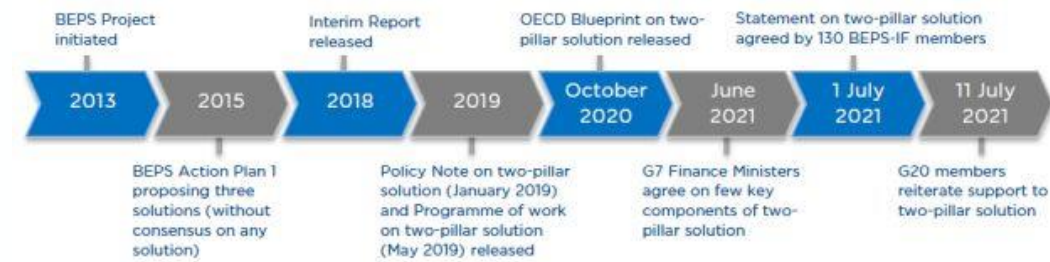 BEPS Project
initiated
Interim Report
released
OECD Blueprint on two-
pillar solution released
Statement on two-pillar solution
agreed by 130 BEPS-IF members
2013
2015
2018
2019
October
2020
June
2021
1 July
2021
11 July
2021
BEPS Action Plan 1
proposing three
solutions (without
consensus on any
solution)
Policy Note on two-pillar
solution (January 2019)
and Programme of work
on two-pillar solution
(May 2019) released
G7 Finance Ministers
agree on few key
components of two-
pillar solution
G20 members
reiterate support to
two-pillar solution